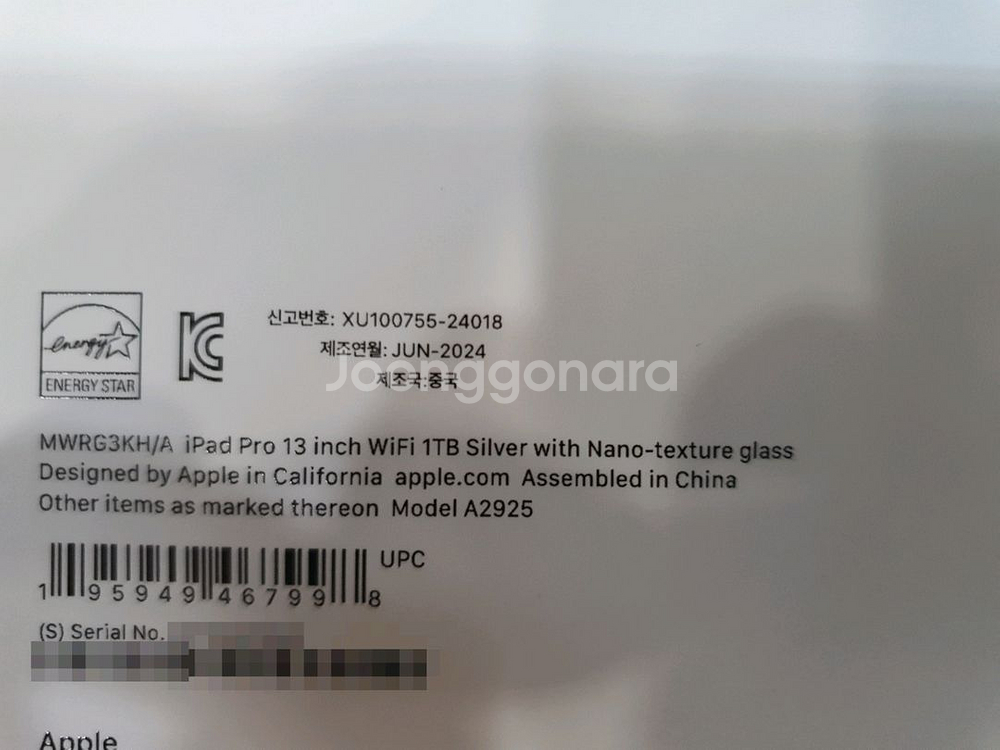 energy
ENERGY STAR
신고번호: XU100755-24018
제조연월: JUN-2024
제조국:중국
Joonggonara
MWRG3KH/A iPad Pro 13 inch WiFi 1TB Silver with Nano-texture glass
Designed by Apple in California apple.com Assembled in China
Other items as marked thereon Model A2925
UPC
1 95949 46799 8
(S) Serial No.
Apple